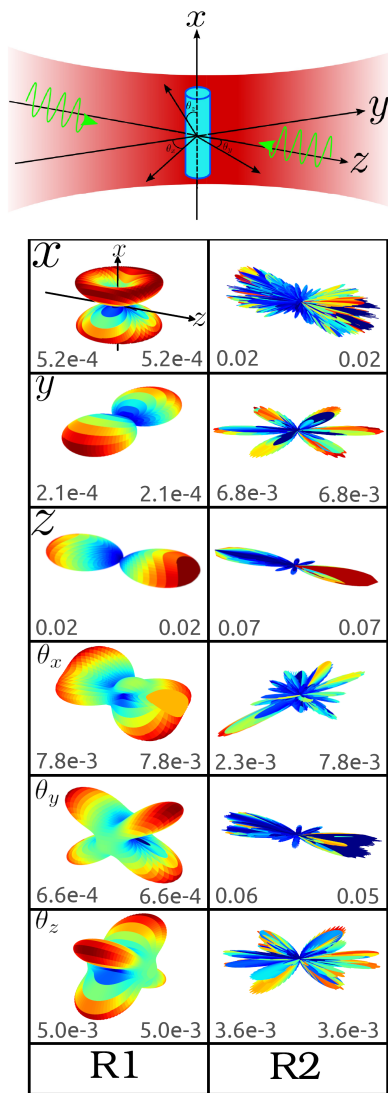 x
y
z
θz
θx
x
x
z
5.2e-4 5.2e-4
0.02 0.02
y
2.1e-4 2.1e-4
6.8e-3 6.8e-3
z
0.02 0.02
0.07 0.07
θx
7.8e-3 7.8e-3
2.3e-3 7.8e-3
θy
6.6e-4 6.6e-4
0.06 0.05
θz
5.0e-3 5.0e-3
3.6e-3 3.6e-3
R1 R2